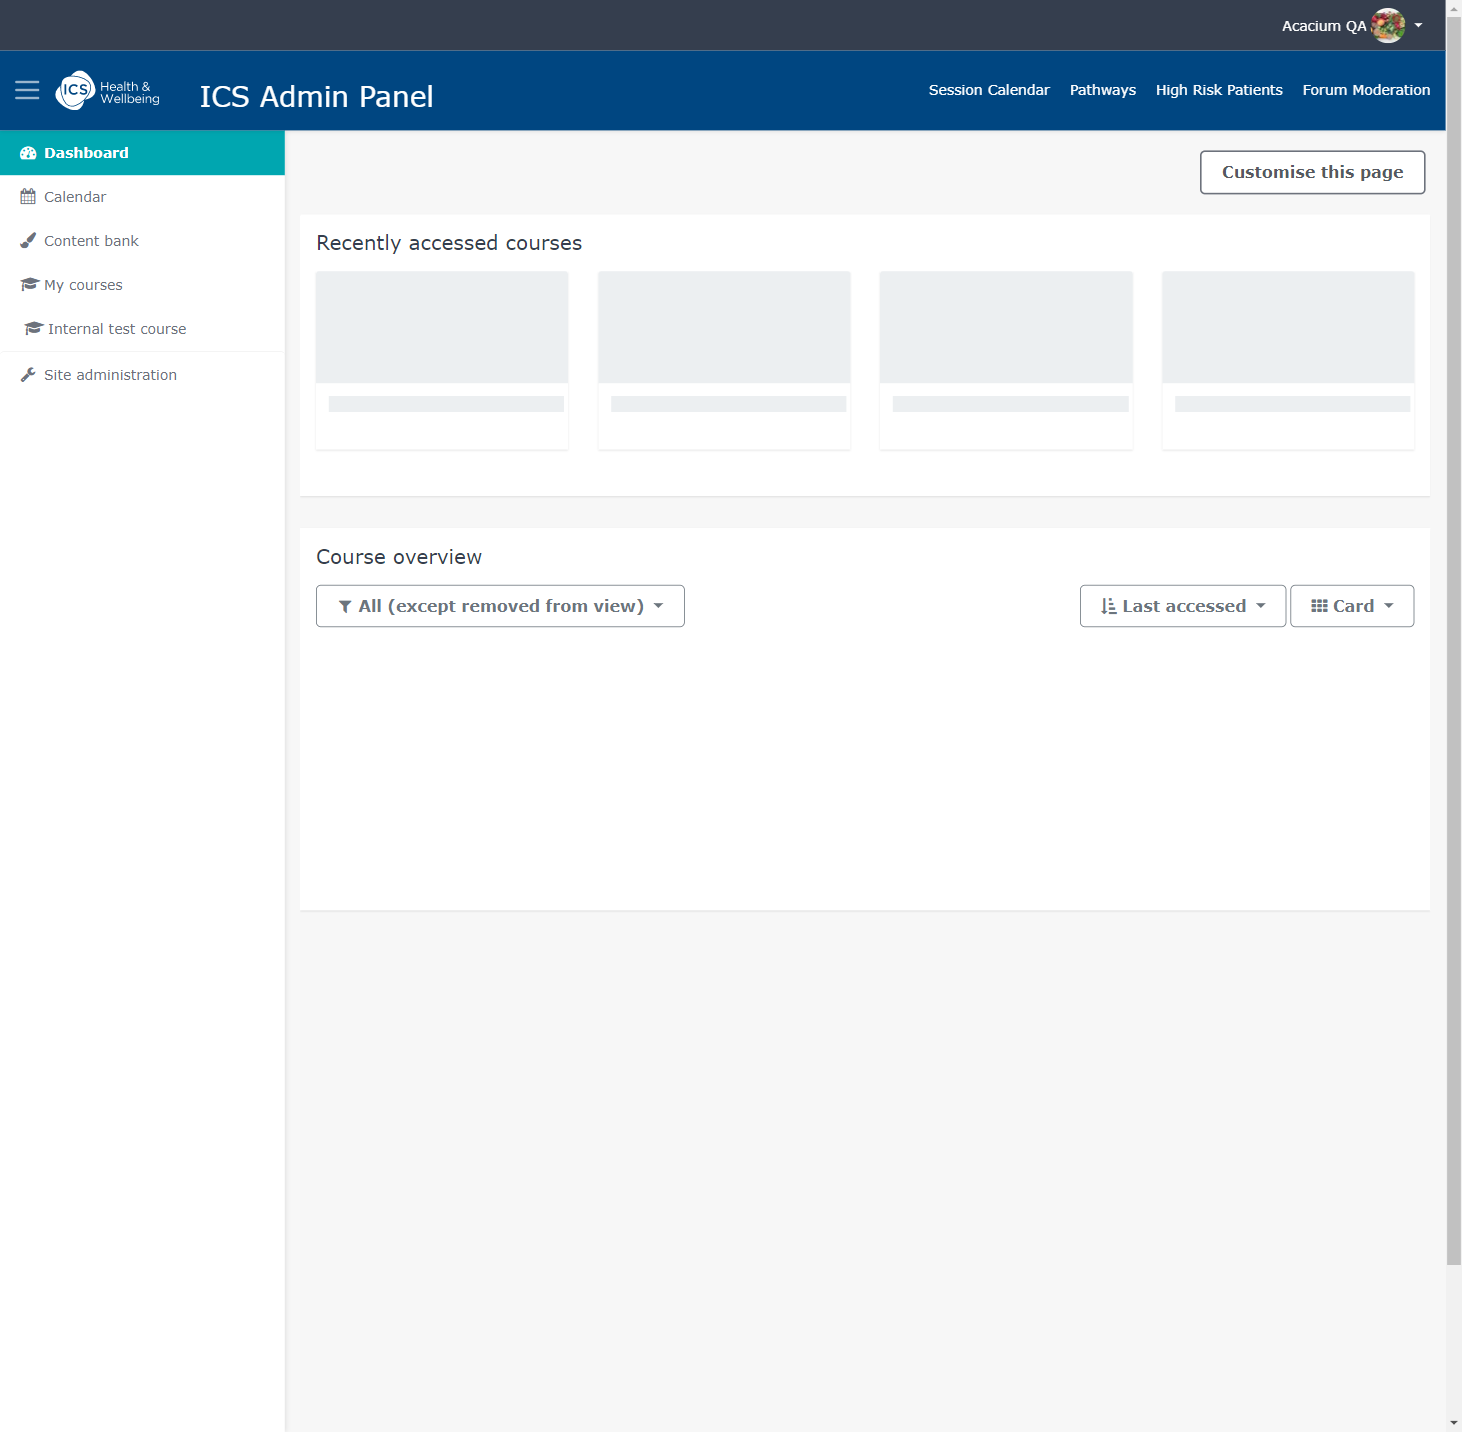 Acacium QA
ICS Health & Wellbeing
ICS Admin Panel
Session Calendar Pathways High Risk Patients Forum Moderation
Dashboard
Calendar
Content bank
My courses
Internal test course
Site administration
Customise this page
Recently accessed courses
Course overview
All (except removed from view) Last accessed Card